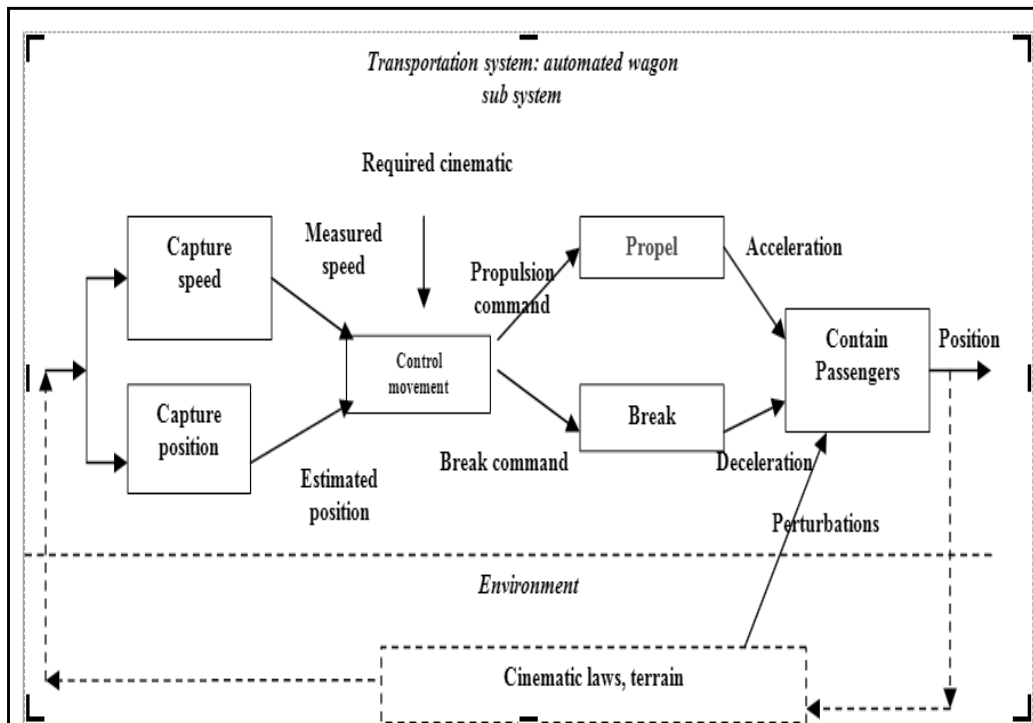 Transportation system: automated wagon
sub system
Required cinematic
Capture
speed
Measured
speed
Propulsion
command
Propel
Acceleration
Control
movement
Contain
Passengers
Position
Capture
position
Estimated
position
Break command
Break
Deceleration
Perturbations
Environment
Cinematic laws, terrain